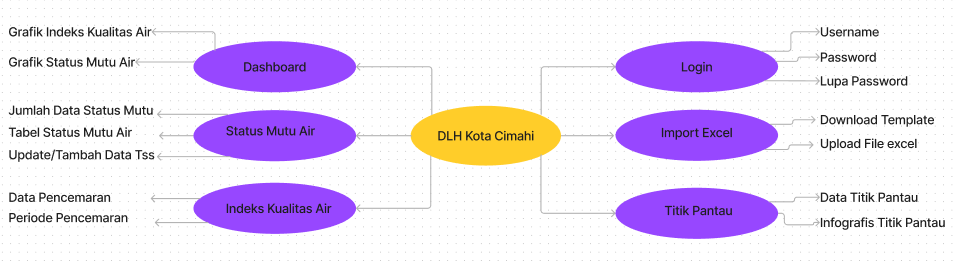 Grafik Indeks Kualitas Air
Grafik Status Mutu Air
Dashboard
Jumlah Data Status Mutu
Tabel Status Mutu Air
Update/Tambah Data Tss
Status Mutu Air
Data Pencemaran
Periode Pencemaran
Indeks Kualitas Air
DLH Kota Cimahi
Login
Username
Password
Lupa Password
Import Excel
Download Template
Upload File excel
Titik Pantau
Data Titik Pantau
Infografis Titik Pantau